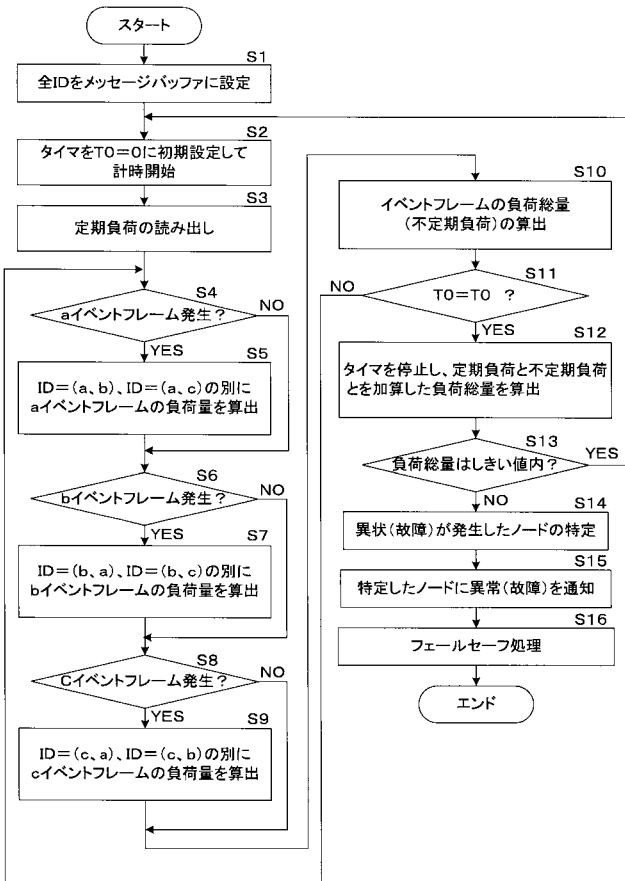 スタート
S1
全IDをメッセージバッファに設定
S2
タイマをT0=0に初期設定して
計時開始
S3
定期負荷の読み出し
S4
aイベントフレーム発生?
NO
YES
S5
ID=(a、b)、ID=(a、c)の別に
aイベントフレームの負荷量を算出
S6
bイベントフレーム発生?
NO
YES
S7
ID=(b、a)、ID=(b、c)の別に
bイベントフレームの負荷量を算出
S8
Cイベントフレーム発生?
NO
YES
S9
ID=(c、a)、ID=(c、b)の別に
cイベントフレームの負荷量を算出
S10
イベントフレームの負荷総量
(不定期負荷)の算出
S11
T0=T0 ?
NO
YES
S12
タイマを停止し、定期負荷と不定期負荷
とを加算した負荷総量を算出
S13
負荷総量はしきい値内?
YES
NO
S14
異状(故障)が発生したノードの特定
S15
特定したノードに異常(故障)を通知
S16
フェールセーフ処理
エンド